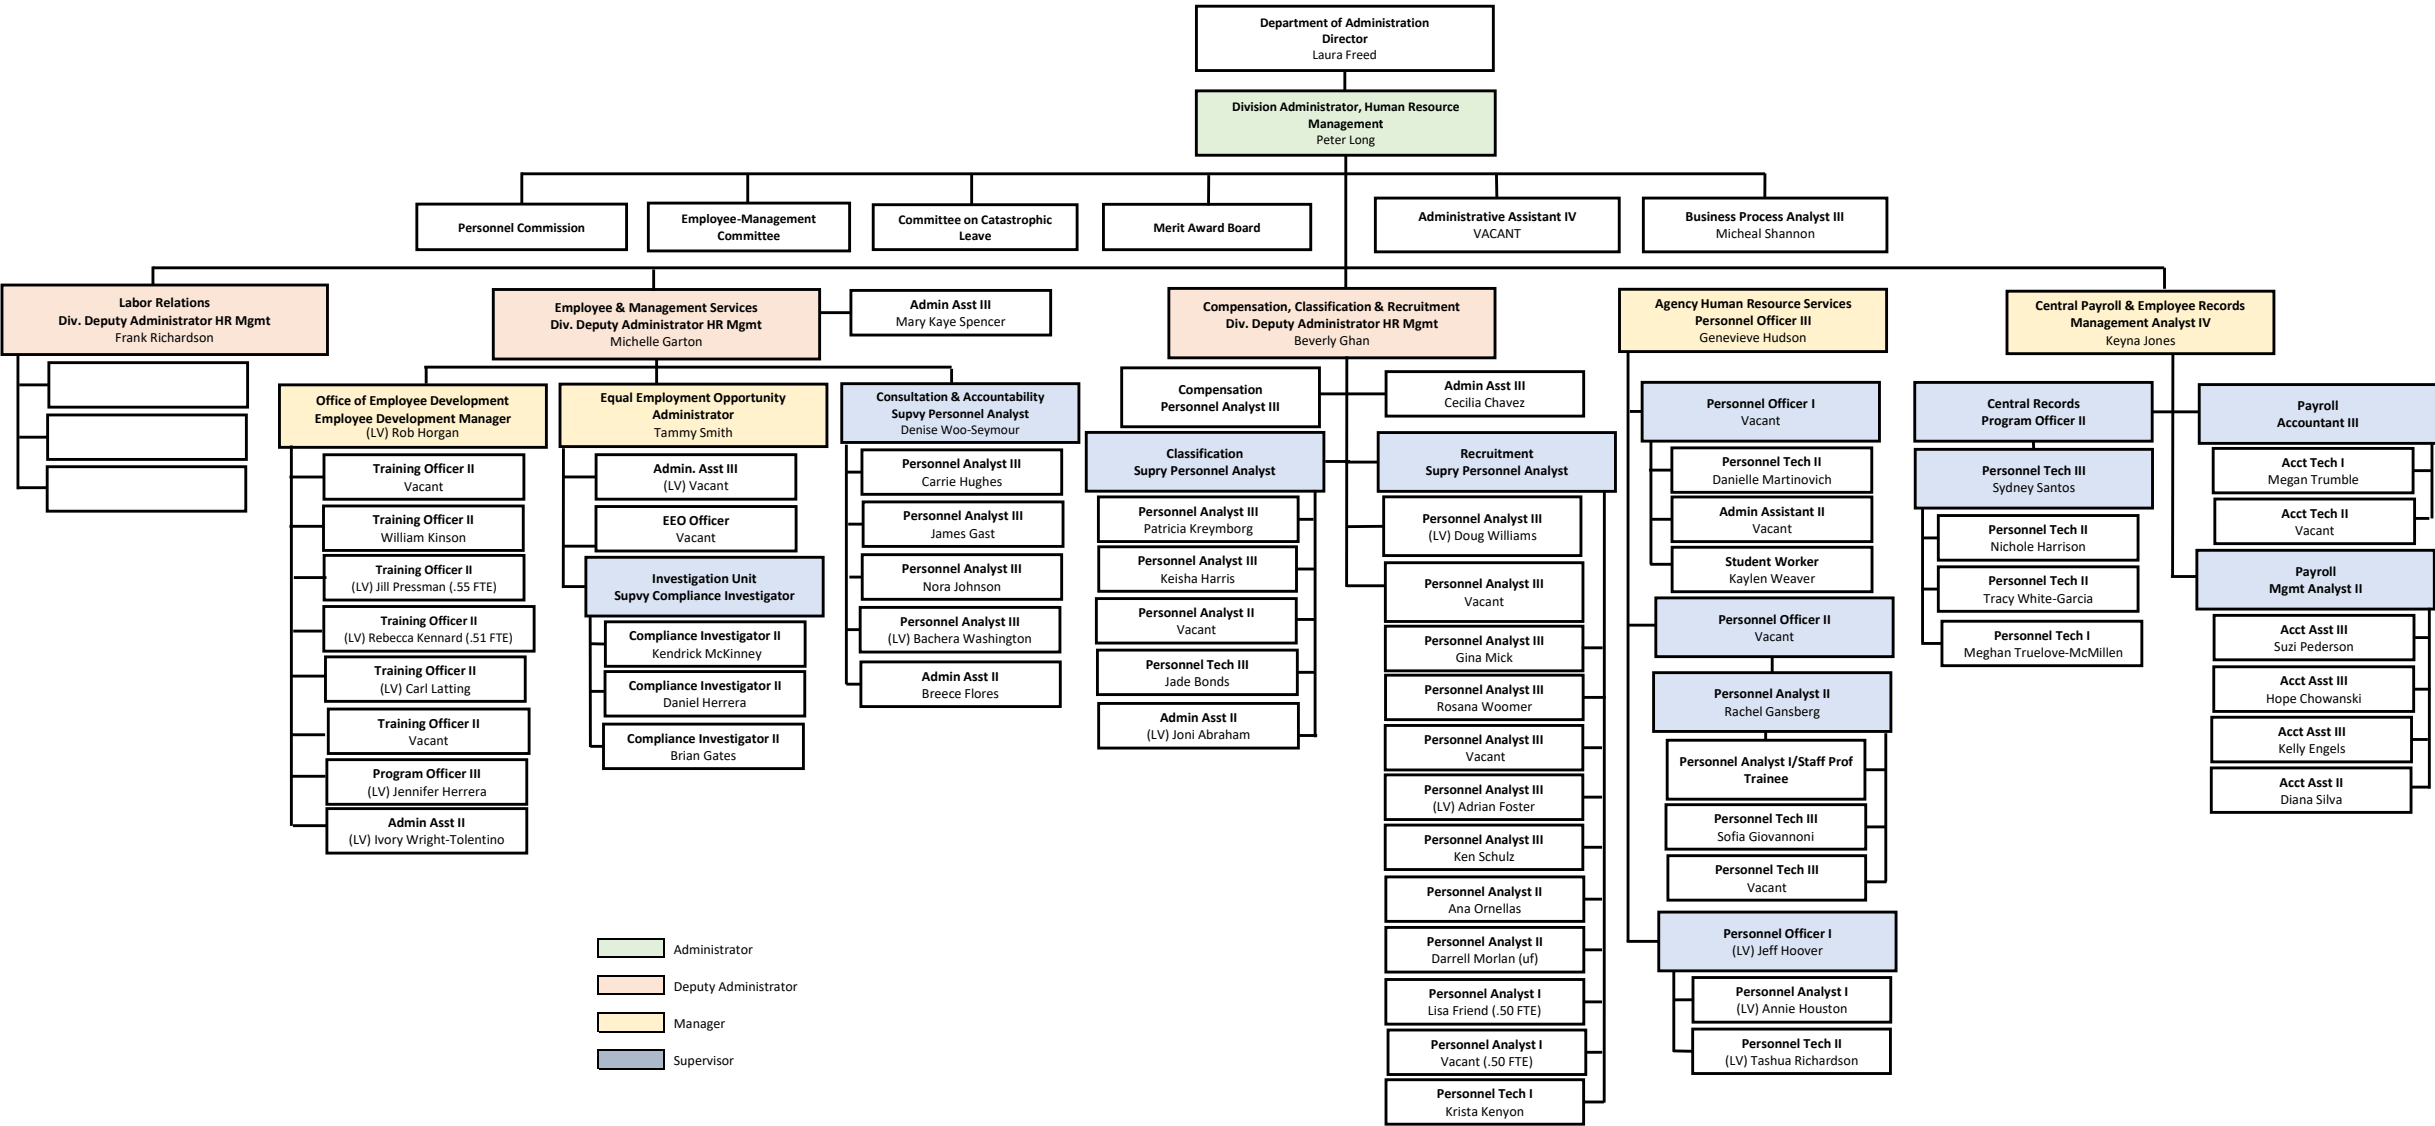 Department of Administration
Director
Laura Freed
Division Administrator, Human Resource
Management
Peter Long
Personnel Commission
Employee-Management
Committee
Committee on Catastrophic
Leave
Merit Award Board
Administrative Assistant IV
VACANT
Business Process Analyst III
Micheal Shannon
Labor Relations
Div. Deputy Administrator HR Mgmt
Frank Richardson
Employee & Management Services
Div. Deputy Administrator HR Mgmt
Michelle Garton
Admin Asst III
Mary Kaye Spencer
Office of Employee Development
Employee Development Manager
(LV) Rob Horgan
Training Officer II
Vacant
Training Officer II
William Kinson
Training Officer II
(LV) Jill Pressman (.55 FTE)
Training Officer II
(LV) Rebecca Kennard (.51 FTE)
Training Officer II
(LV) Carl Latting
Training Officer II
Vacant
Program Officer III
(LV) Jennifer Herrera
Admin Asst II
(LV) Ivory Wright-Tolentino
Equal Employment Opportunity
Administrator
Tammy Smith
Admin. Asst III
(LV) Vacant
EEO Officer
Vacant
Investigation Unit
Supvy Compliance Investigator
Compliance Investigator II
Kendrick McKinney
Compliance Investigator II
Daniel Herrera
Compliance Investigator II
Brian Gates
Consultation & Accountability
Supvy Personnel Analyst
Denise Woo-Seymour
Personnel Analyst III
Carrie Hughes
Personnel Analyst III
James Gast
Personnel Analyst III
Nora Johnson
Personnel Analyst III
(LV) Bachera Washington
Admin Asst II
Breece Flores
Compensation, Classification & Recruitment
Div. Deputy Administrator HR Mgmt
Beverly Ghan
Compensation
Personnel Analyst III
Admin Asst III
Cecilia Chavez
Classification
Supry Personnel Analyst
Personnel Analyst III
Patricia Kreymborg
Personnel Analyst III
Keisha Harris
Personnel Analyst II
Vacant
Personnel Tech III
Jade Bonds
Admin Asst II
(LV) Joni Abraham
Recruitment
Supry Personnel Analyst
Personnel Analyst III
(LV) Doug Williams
Personnel Analyst III
Vacant
Personnel Analyst III
Gina Mick
Personnel Analyst III
Rosana Woomer
Personnel Analyst III
Vacant
Personnel Analyst III
(LV) Adrian Foster
Personnel Analyst III
Ken Schulz
Personnel Analyst II
Ana Ornellas
Personnel Analyst II
Darrell Morlan (uf)
Personnel Analyst I
Lisa Friend (.50 FTE)
Personnel Analyst I
Vacant (.50 FTE)
Personnel Tech I
Krista Kenyon
Agency Human Resource Services
Personnel Officer III
Genevieve Hudson
Personnel Officer I
Vacant
Personnel Tech II
Danielle Martinovich
Admin Assistant II
Vacant
Student Worker
Kaylen Weaver
Personnel Officer II
Vacant
Personnel Analyst II
Rachel Gansberg
Personnel Analyst I/Staff Prof
Trainee
Personnel Tech III
Sofia Giovannoni
Personnel Tech III
Vacant
Personnel Officer I
(LV) Jeff Hoover
Personnel Analyst I
(LV) Annie Houston
Personnel Tech II
(LV) Tashua Richardson
Central Payroll & Employee Records
Management Analyst IV
Keyna Jones
Central Records
Program Officer II
Personnel Tech III
Sydney Santos
Personnel Tech II
Nichole Harrison
Personnel Tech II
Tracy White-Garcia
Personnel Tech I
Meghan Truelove-McMillen
Payroll
Accountant III
Acct Tech I
Megan Trumble
Acct Tech II
Vacant
Payroll
Mgmt Analyst II
Acct Asst III
Suzi Pederson
Acct Asst III
Hope Chowanski
Acct Asst III
Kelly Engels
Acct Asst II
Diana Silva
Administrator
Deputy Administrator
Manager
Supervisor